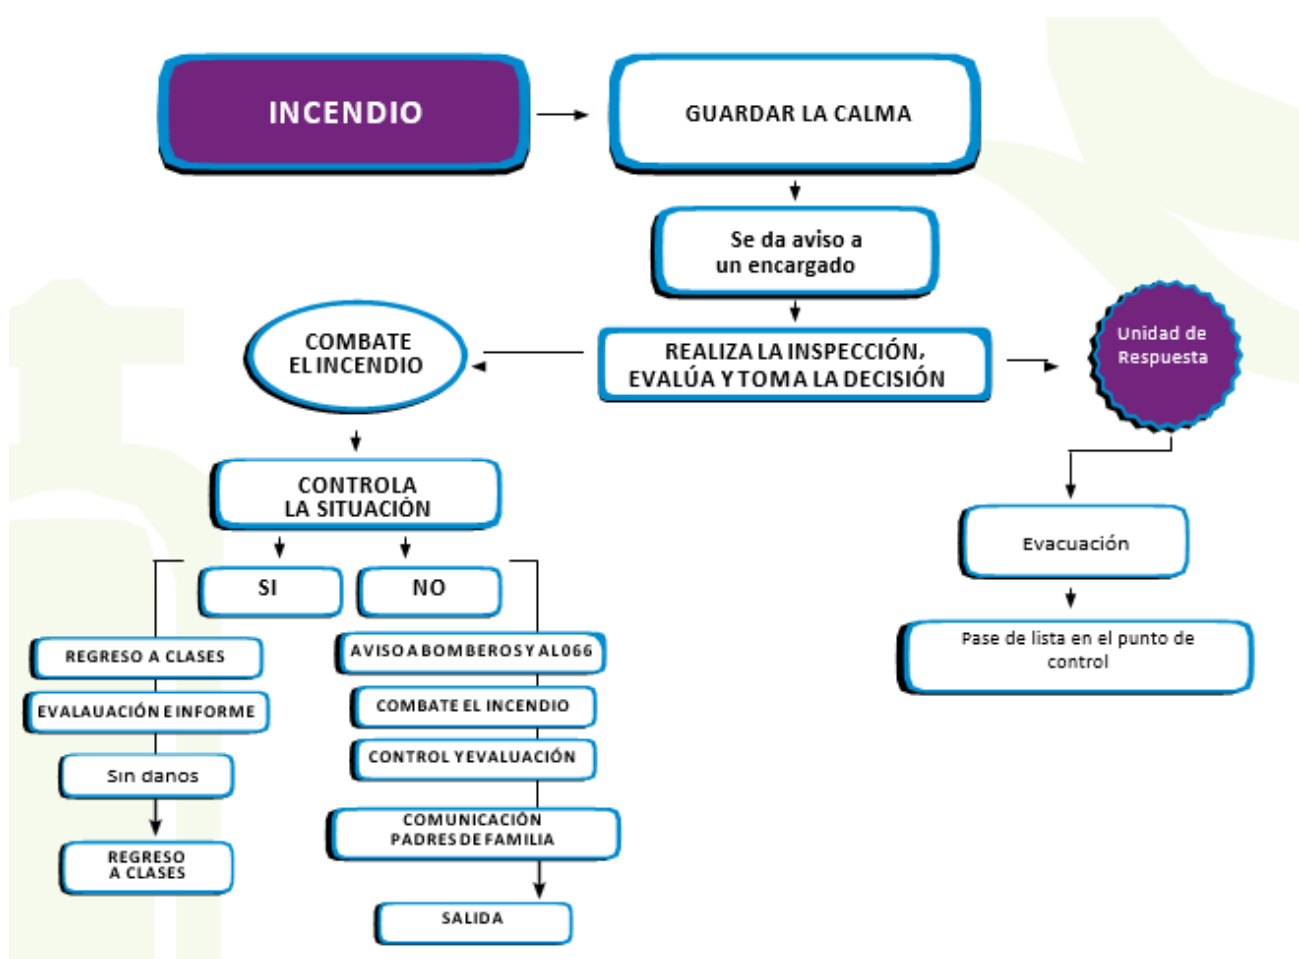 INCENDIO
GUARDAR LA CALMA
Se da aviso a
un encargado
REALIZA LA INSPECCIÓN,
EVALÚA Y TOMA LA DECISIÓN
Unidad de
Respuesta
COMBATE
EL INCENDIO
CONTROLA
LA SITUACIÓN
SI
NO
REGRESO A CLASES
EVALAUACIÓN E INFORME
Sin danos
REGRESO
A CLASES
AVISO A BOMBEROS Y AL 066
COMBATE EL INCENDIO
CONTROL Y EVALUACIÓN
COMUNICACIÓN
PADRES DE FAMILIA
SALIDA
Evacuación
Pase de lista en el punto de
control